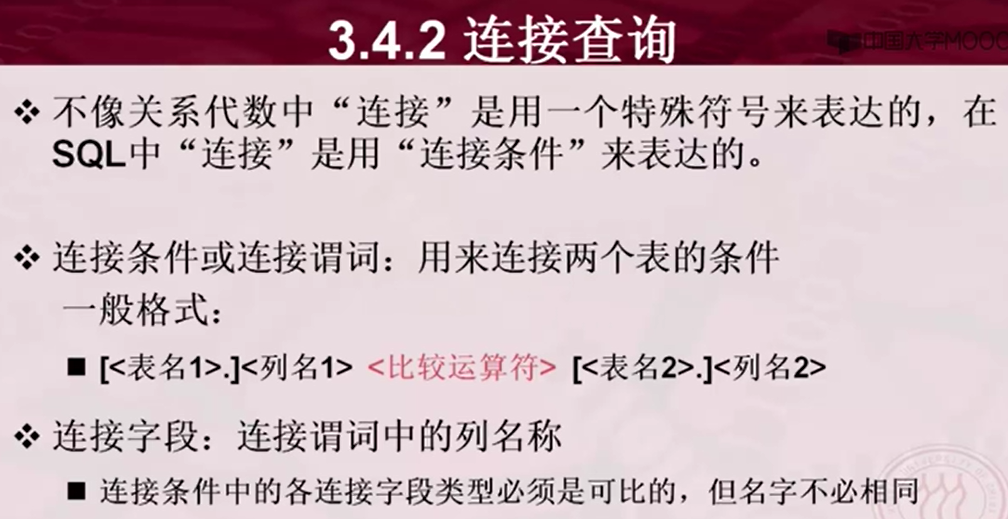 3.4.2 连接查询
中国大学MOOC
❖ 不像关系代数中“连接”是用一个特殊符号来表达的，在
SQL中“连接”是用“连接条件”来表达的。
❖ 连接条件或连接谓词：用来连接两个表的条件
一般格式：
■ [<表名1>.]<列名1> <比较运算符> [<表名2>.]<列名2>
❖ 连接字段：连接谓词中的列名称
■ 连接条件中的各连接字段类型必须是可比的，但名字不必相同